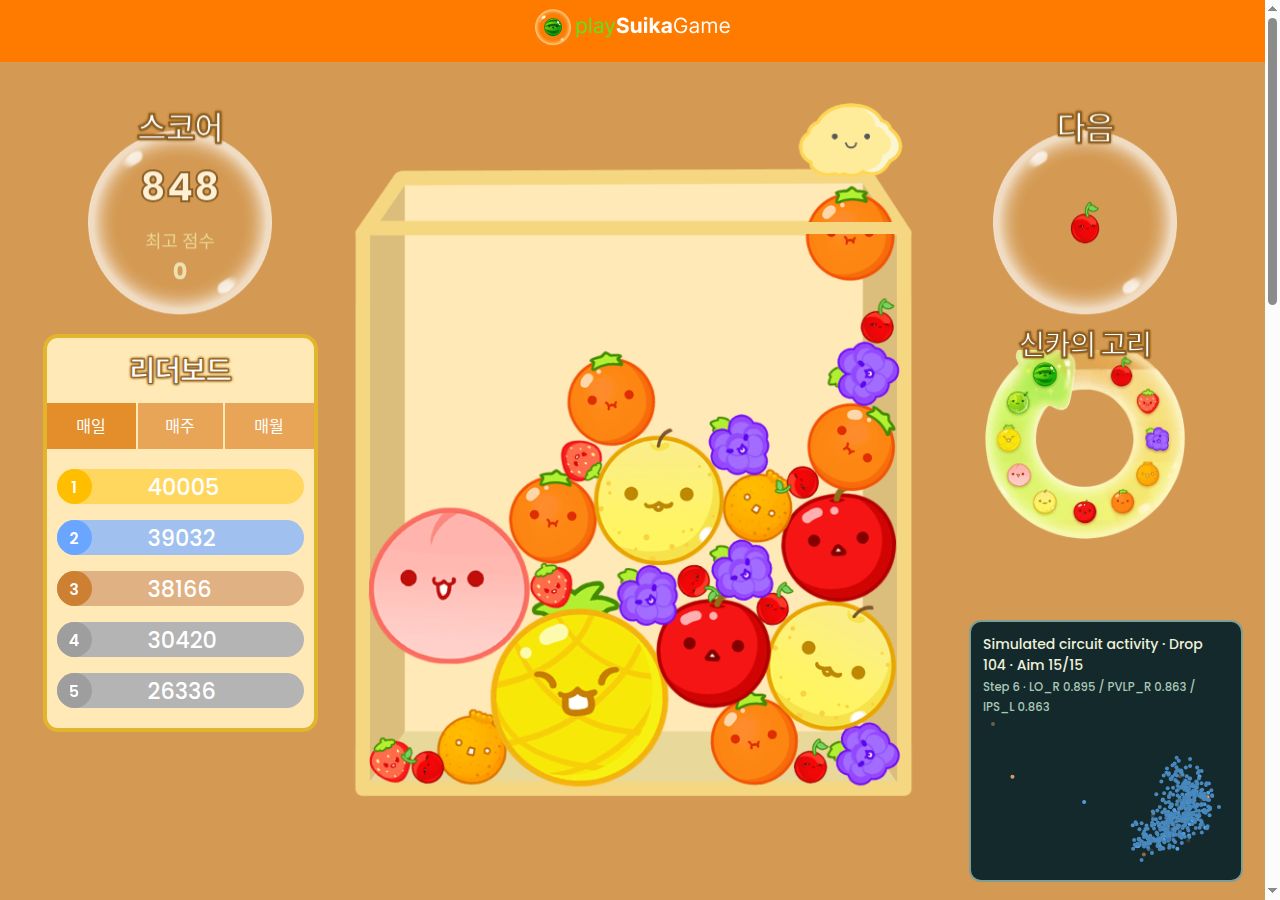 playSuikaGame
스코어
848
최고 점수
0
리더보드
매일 매주 매월
1 40005
2 39032
3 38166
4 30420
5 26336
다음
신카의 고리
Simulated circuit activity · Drop
104 · Aim 15/15
Step 6 · LO_R 0.895 / PVLP_R 0.863 /
IPS_L 0.863